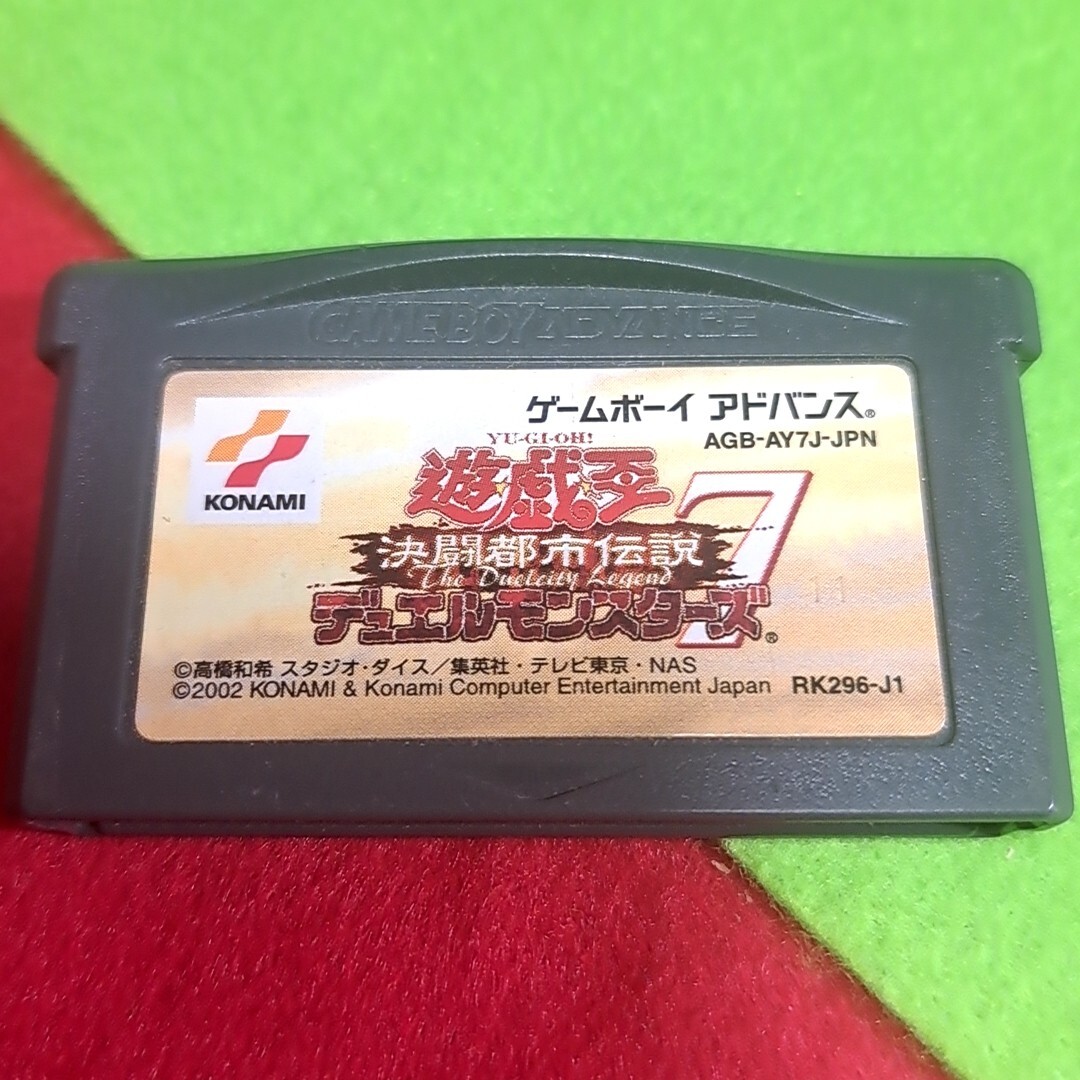 GAME BOY ADVANCE
KONAMI
ゲームボーイ アドバンス®
AGB-AY7J-JPN
YU-GI-OH!
遊戯王
7
決闘都市伝説
The Duelcity Legend
デュエルモンスターズ®
11
©高橋和希 スタジオ・ダイス／集英社・テレビ東京・NAS
©2002 KONAMI & Konami Computer Entertainment Japan RK296-J1